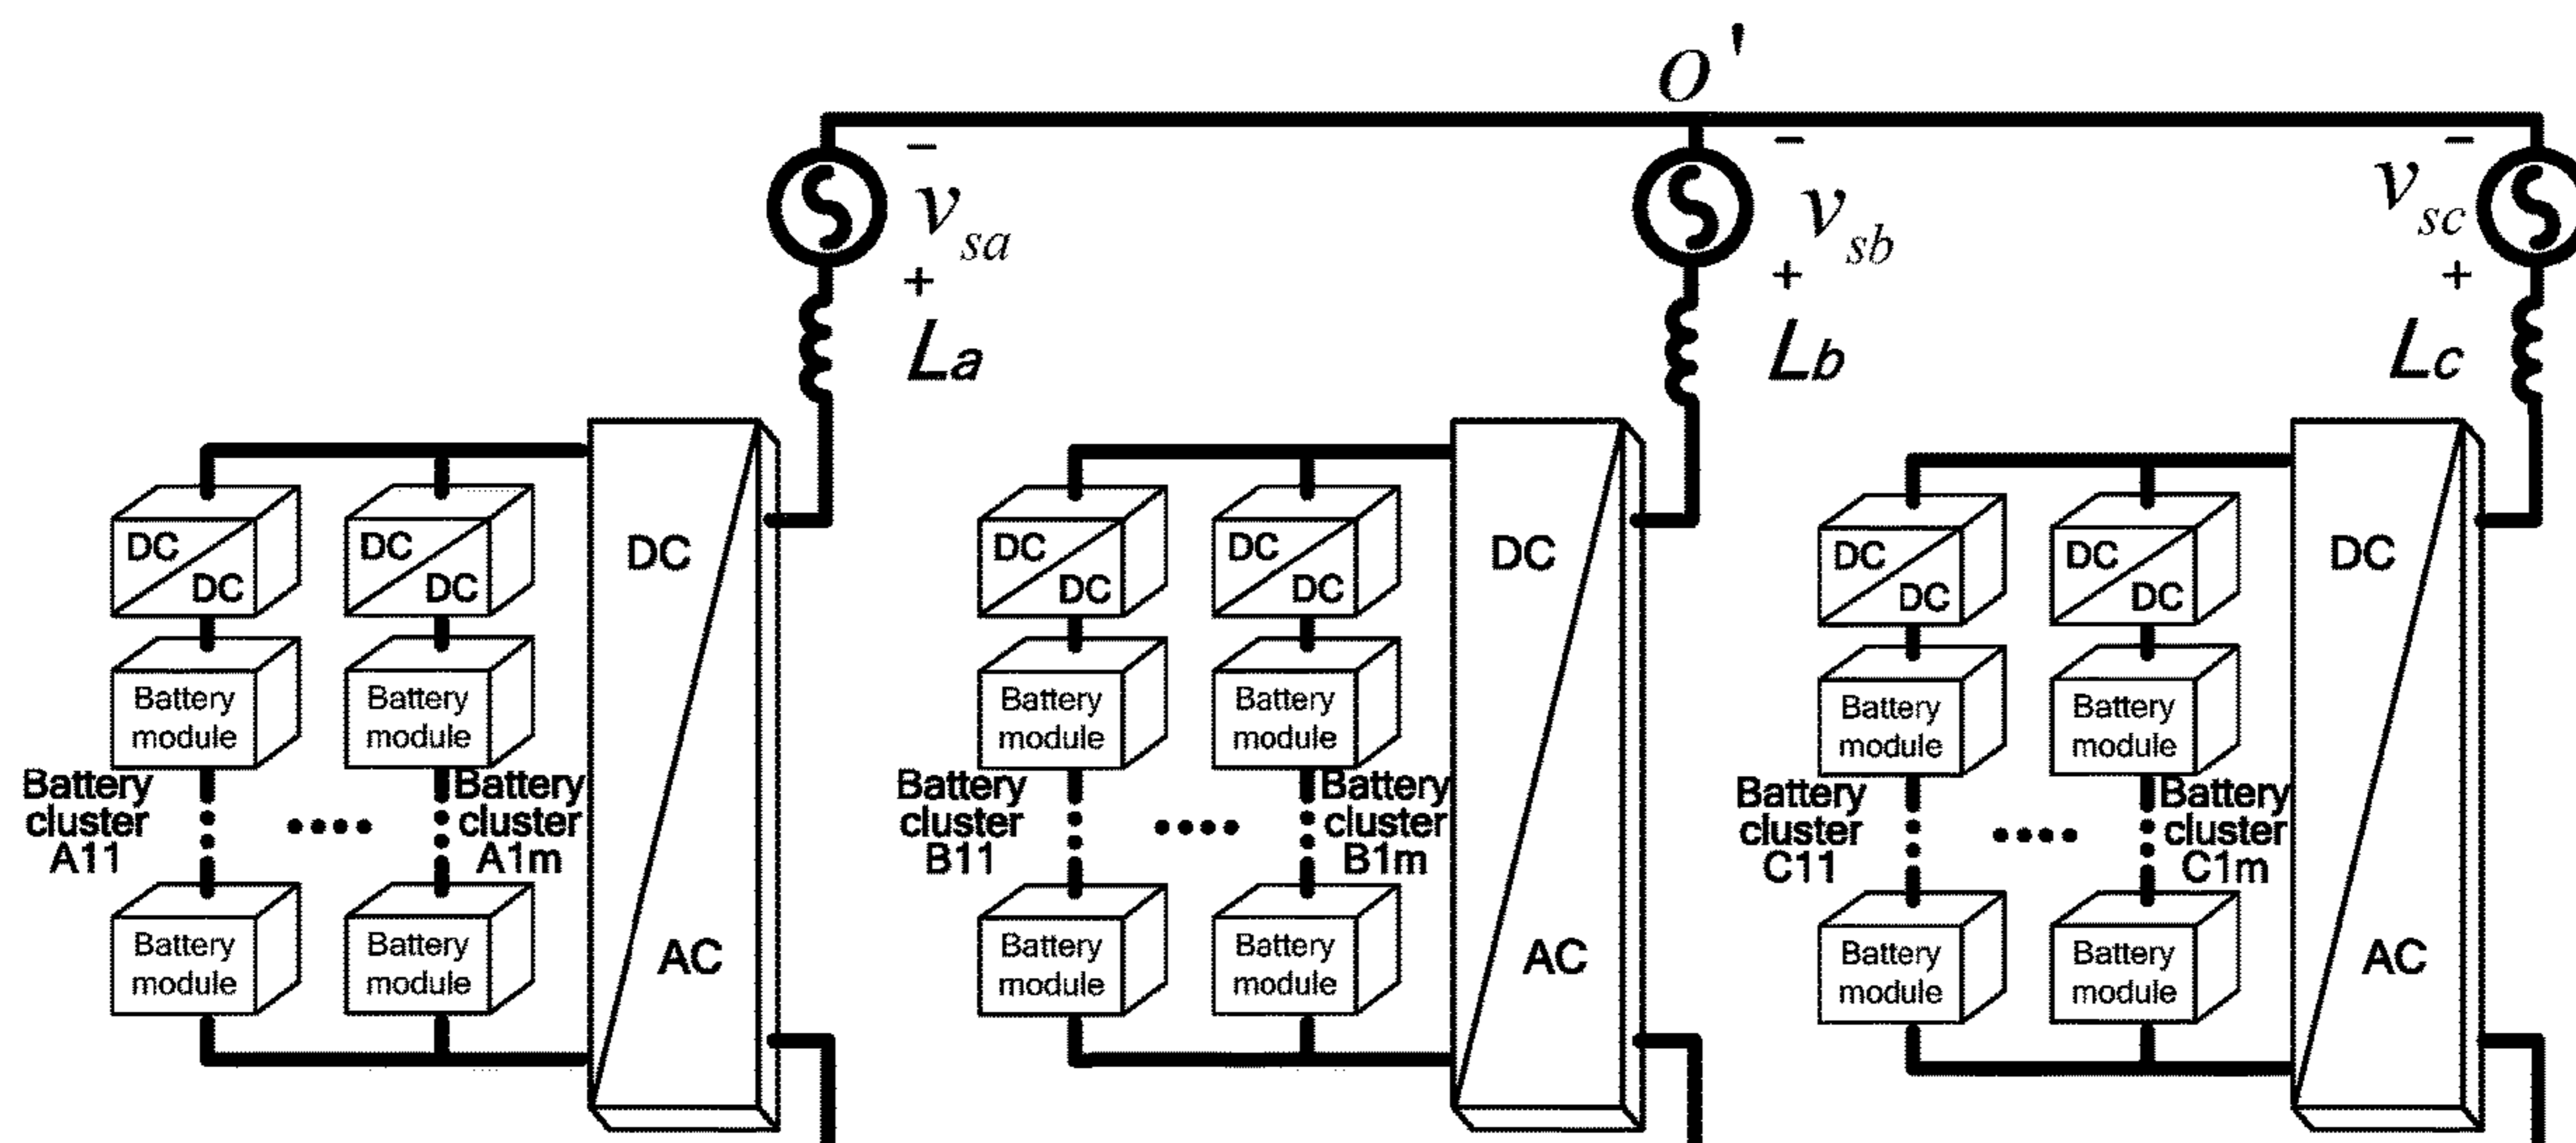 O'
−
v_sa
+
La
−
v_sb
+
Lb
−
v_sc
+
Lc
DC
DC
DC
DC
Battery
module
Battery
module
Battery
cluster
A11
Battery
cluster
A1m
Battery
module
Battery
module
DC
AC
DC
DC
DC
DC
Battery
module
Battery
module
Battery
cluster
B11
Battery
cluster
B1m
Battery
module
Battery
module
DC
AC
DC
DC
DC
DC
Battery
module
Battery
module
Battery
cluster
C11
Battery
cluster
C1m
Battery
module
Battery
module
DC
AC